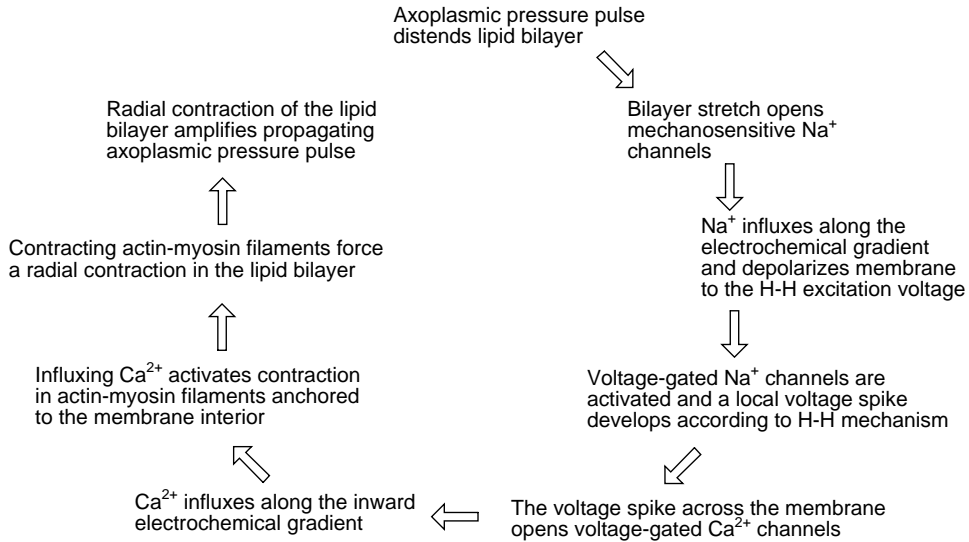 Axoplasmic pressure pulse
distends lipid bilayer
Bilayer stretch opens
mechanosensitive Na⁺
channels
Na⁺ influxes along the
electrochemical gradient
and depolarizes membrane
to the H-H excitation voltage
Voltage-gated Na⁺ channels are
activated and a local voltage spike
develops according to H-H mechanism
The voltage spike across the membrane
opens voltage-gated Ca²⁺ channels
Ca²⁺ influxes along the inward
electrochemical gradient
Influxing Ca²⁺ activates contraction
in actin-myosin filaments anchored
to the membrane interior
Contracting actin-myosin filaments force
a radial contraction in the lipid bilayer
Radial contraction of the lipid
bilayer amplifies propagating
axoplasmic pressure pulse